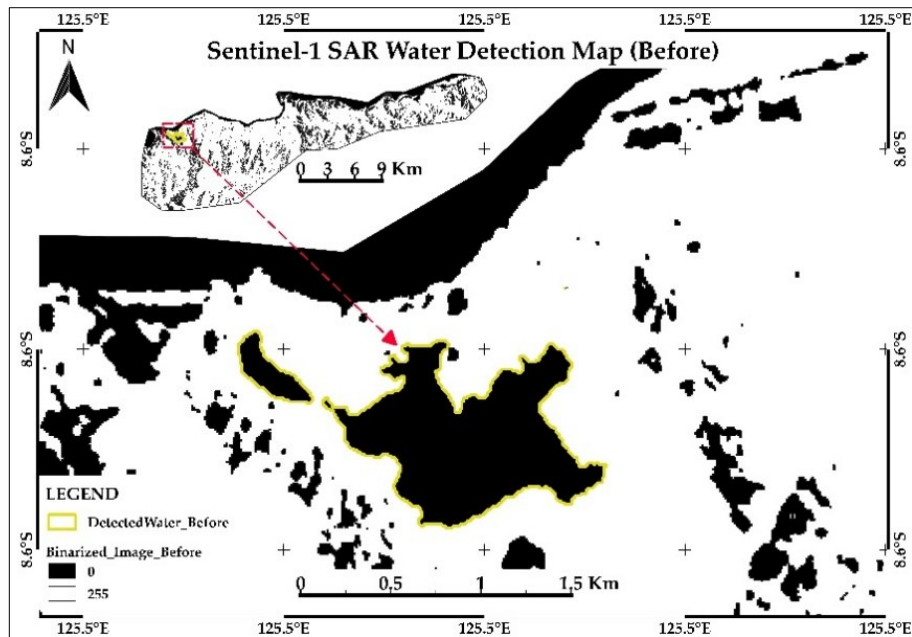 125.5°E 125.5°E 125.5°E 125.5°E 125.5°E
Sentinel-1 SAR Water Detection Map (Before)
N
8.6°S 8.6°S
0 3 6 9 Km
8.6°S 8.6°S
LEGEND
DetectedWater_Before
Binarized_Image_Before
0
255
8.6°S 8.6°S
0 0.5 1 1.5 Km
125.5°E 125.5°E 125.5°E 125.5°E 125.5°E